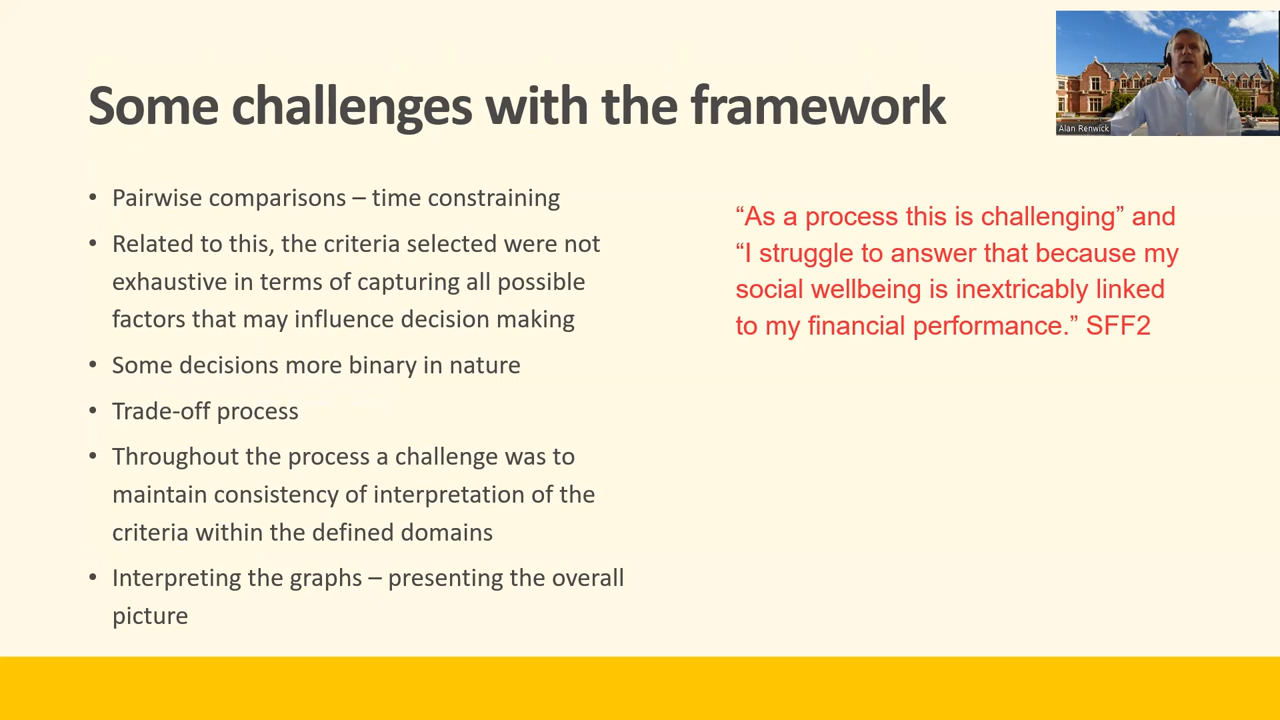 Some challenges with the framework
• Pairwise comparisons – time constraining
• Related to this, the criteria selected were not
exhaustive in terms of capturing all possible
factors that may influence decision making
• Some decisions more binary in nature
• Trade-off process
• Throughout the process a challenge was to
maintain consistency of interpretation of the
criteria within the defined domains
• Interpreting the graphs – presenting the overall
picture
“As a process this is challenging” and
“I struggle to answer that because my
social wellbeing is inextricably linked
to my financial performance.” SFF2
Alan Renwick